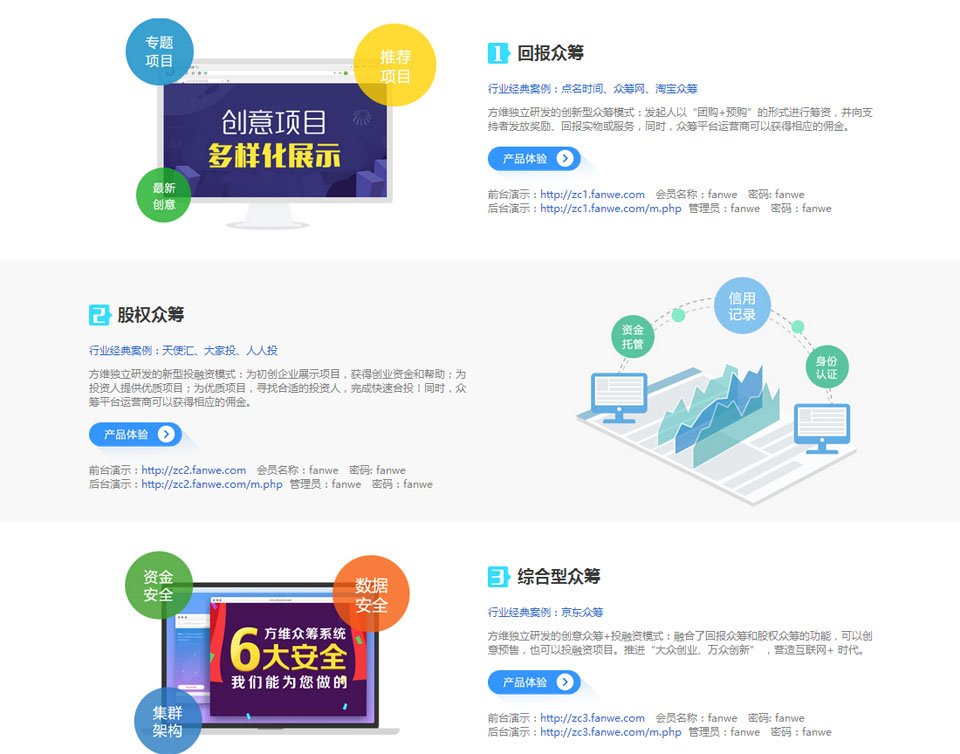 专题
项目
推荐
项目
创意项目
多样化展示
最新
创意
1 回报众筹
行业经典案例：点名时间、众筹网、淘宝众筹
方维独立研发的创新型众筹模式：发起人以“团购+预购”的形式进行筹资，并向支
持者发放奖励、回报实物或服务，同时，众筹平台运营商可以获得相应的佣金。
产品体验
前台演示：http://zc1.fanwe.com 会员名称：fanwe 密码: fanwe
后台演示：http://zc1.fanwe.com/m.php 管理员：fanwe 密码：fanwe
2 股权众筹
行业经典案例：天使汇、大家投、人人投
方维独立研发的新型投融资模式：为初创企业展示项目，获得创业资金和帮助；为
投资人提供优质项目；为优质项目，寻找合适的投资人，完成快速合投！同时，众
筹平台运营商可以获得相应的佣金。
产品体验
前台演示：http://zc2.fanwe.com 会员名称：fanwe 密码: fanwe
后台演示：http://zc2.fanwe.com/m.php 管理员：fanwe 密码：fanwe
信用
记录
资金
托管
身份
认证
资金
安全
数据
安全
方维众筹系统
6大安全
我们能为您做的
集群
架构
3 综合型众筹
行业经典案例：京东众筹
方维独立研发的创意众筹+投融资模式：融合了回报众筹和股权众筹的功能，可以创
意预售，也可以投融资项目。推进“大众创业、万众创新”，营造互联网+ 时代。
产品体验
前台演示：http://zc3.fanwe.com 会员名称：fanwe 密码: fanwe
后台演示：http://zc3.fanwe.com/m.php 管理员：fanwe 密码：fanwe